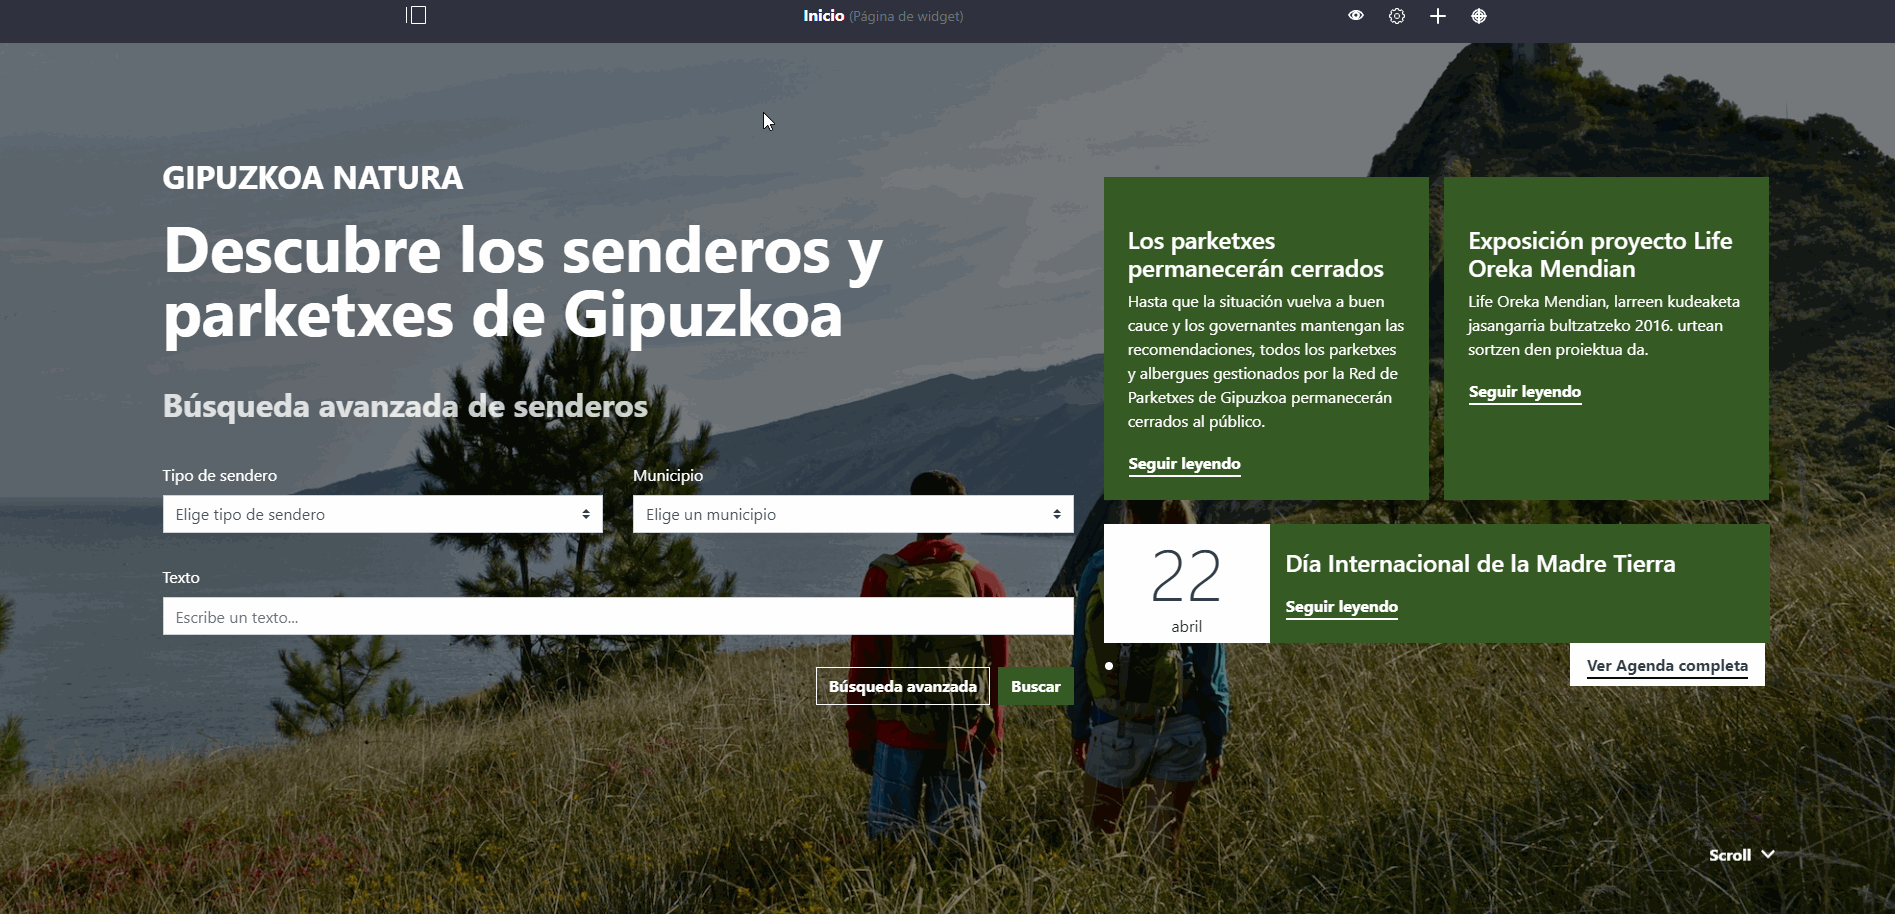 Inicio (Página de widget)
GIPUZKOA NATURA
Descubre los senderos y
parketxes de Gipuzkoa
Búsqueda avanzada de senderos
Tipo de sendero
Elige tipo de sendero
Municipio
Elige un municipio
Texto
Escribe un texto...
Búsqueda avanzada
Buscar
Los parketxes
permanecerán cerrados
Hasta que la situación vuelva a buen
cauce y los governantes mantengan las
recomendaciones, todos los parketxes
y albergues gestionados por la Red de
Parketxes de Gipuzkoa permanecerán
cerrados al público.
Seguir leyendo
Exposición proyecto Life
Oreka Mendian
Life Oreka Mendian, larreen kudeaketa
jasangarria bultzatzeko 2016. urtean
sortzen den proiektua da.
Seguir leyendo
22
abril
Día Internacional de la Madre Tierra
Seguir leyendo
Ver Agenda completa
Scroll